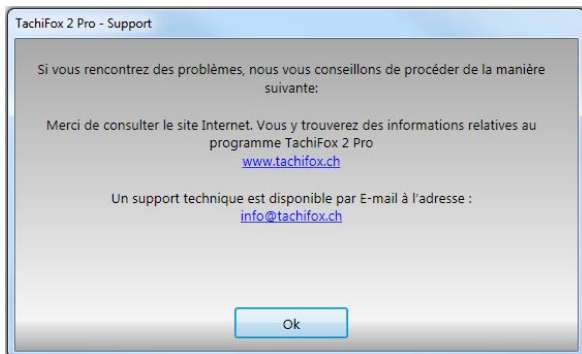 TachiFox 2 Pro - Support
Si vous rencontrez des problèmes, nous vous conseillons de procéder de la manière
suivante:
Merci de consulter le site Internet. Vous y trouverez des informations relatives au
programme TachiFox 2 Pro
www.tachifox.ch
Un support technique est disponible par E-mail à l'adresse :
info@tachifox.ch
Ok